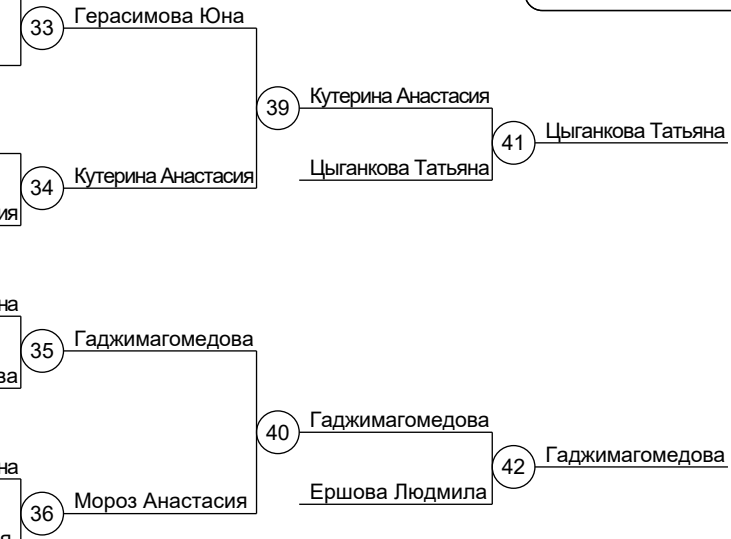 33 Герасимова Юна
39 Кутерина Анастасия
41 Цыганкова Татьяна
Цыганкова Татьяна
34 Кутерина Анастасия
35 Гаджимагомедова
40 Гаджимагомедова
42 Гаджимагомедова
Ершова Людмила
36 Мороз Анастасия